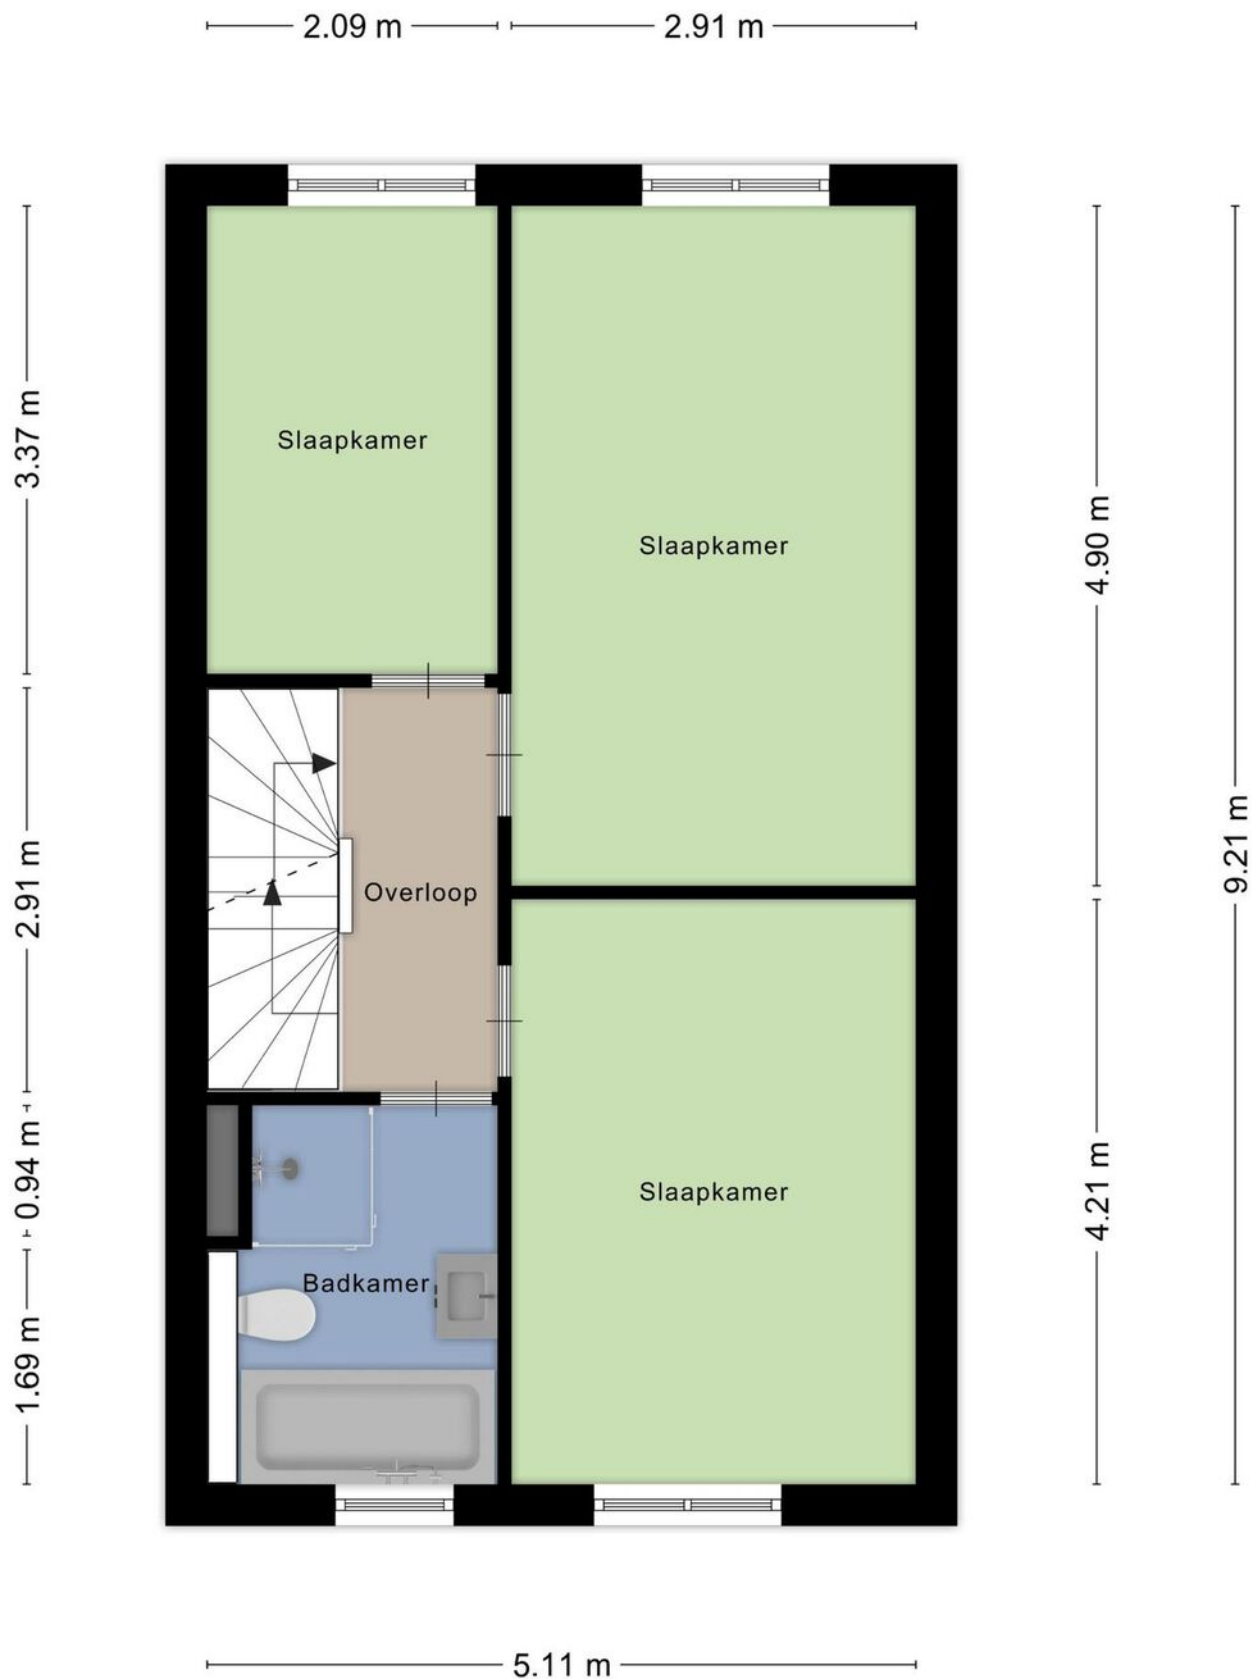 2.09 m
2.91 m
3.37 m
Slaapkamer
Slaapkamer
4.90 m
9.21 m
2.91 m
Overloop
0.94 m
4.21 m
Slaapkamer
Badkamer
1.69 m
5.11 m